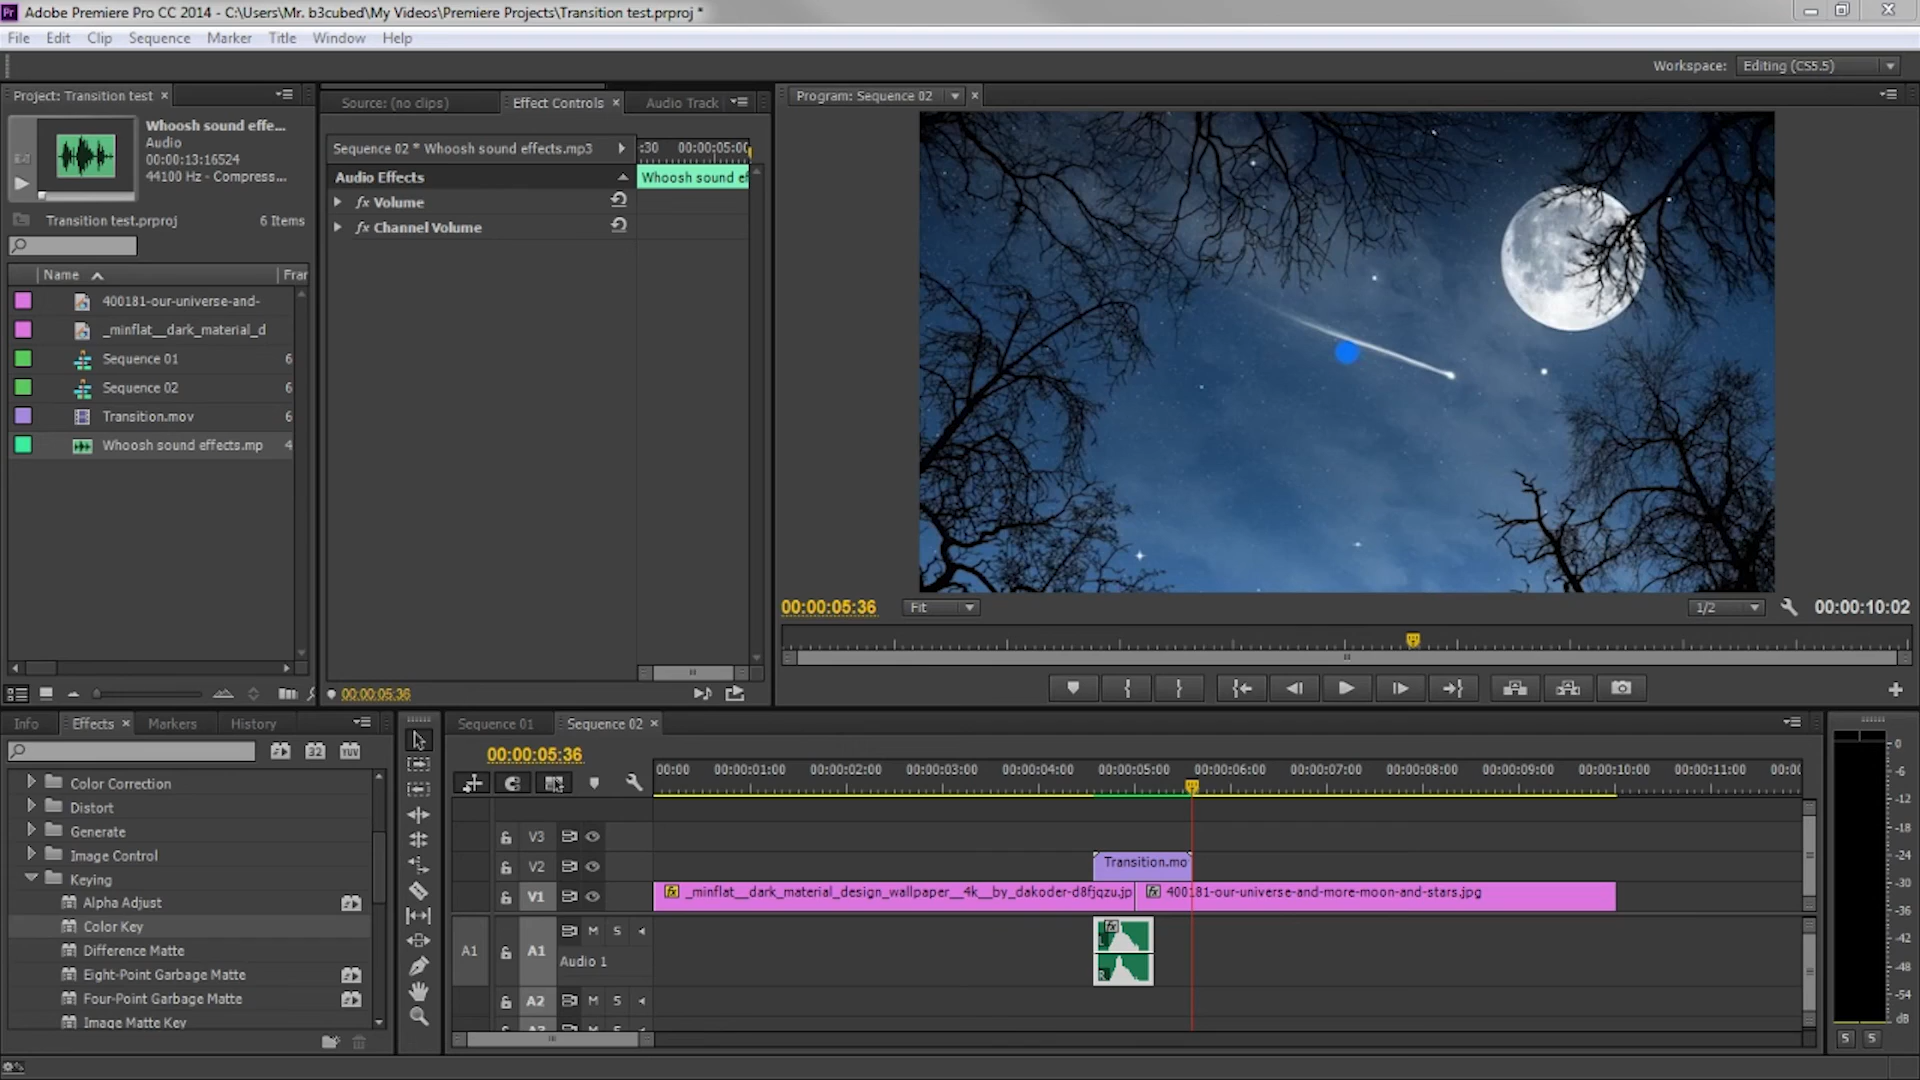 Adobe Premiere Pro CC 2014 - C:\Users\Mr. b3cubed\My Videos\Premiere Projects\Transition test.prproj *
File Edit Clip Sequence Marker Title Window Help
Workspace: Editing (CS5.5)
Project: Transition test
Whoosh sound effe...
Audio
00:00:13:16524
44100 Hz - Compress...
Transition test.prproj 6 Items
Name Frar
400181-our-universe-and-
_minflat__dark_material_d
Sequence 01 6
Sequence 02 6
Transition.mov 6
Whoosh sound effects.mp 4
Source: (no clips) Effect Controls Audio Track
Sequence 02 * Whoosh sound effects.mp3 :30 00:00:05:00
Audio Effects Whoosh sound ef
fx Volume
fx Channel Volume
00:00:05:36
Program: Sequence 02
00:00:05:36 Fit 1/2 00:00:10:02
Info Effects Markers History
32 YUV
Color Correction
Distort
Generate
Image Control
Keying
Alpha Adjust
Color Key
Difference Matte
Eight-Point Garbage Matte
Four-Point Garbage Matte
Image Matte Key
Sequence 01 Sequence 02
00:00:05:36
00:00 00:00:01:00 00:00:02:00 00:00:03:00 00:00:04:00 00:00:05:00 00:00:06:00 00:00:07:00 00:00:08:00 00:00:09:00 00:00:10:00 00:00:11:00 00:0
V3
V2 Transition.mo
V1 fx _minflat__dark_material_design_wallpaper__4k__by_dakoder-d8fjqzu.jp fx 400181-our-universe-and-more-moon-and-stars.jpg
A1 A1 M S fx L
Audio 1 R
A2 M S
0
-6
-12
-18
-24
-30
-36
-42
-48
-54
dB
S S